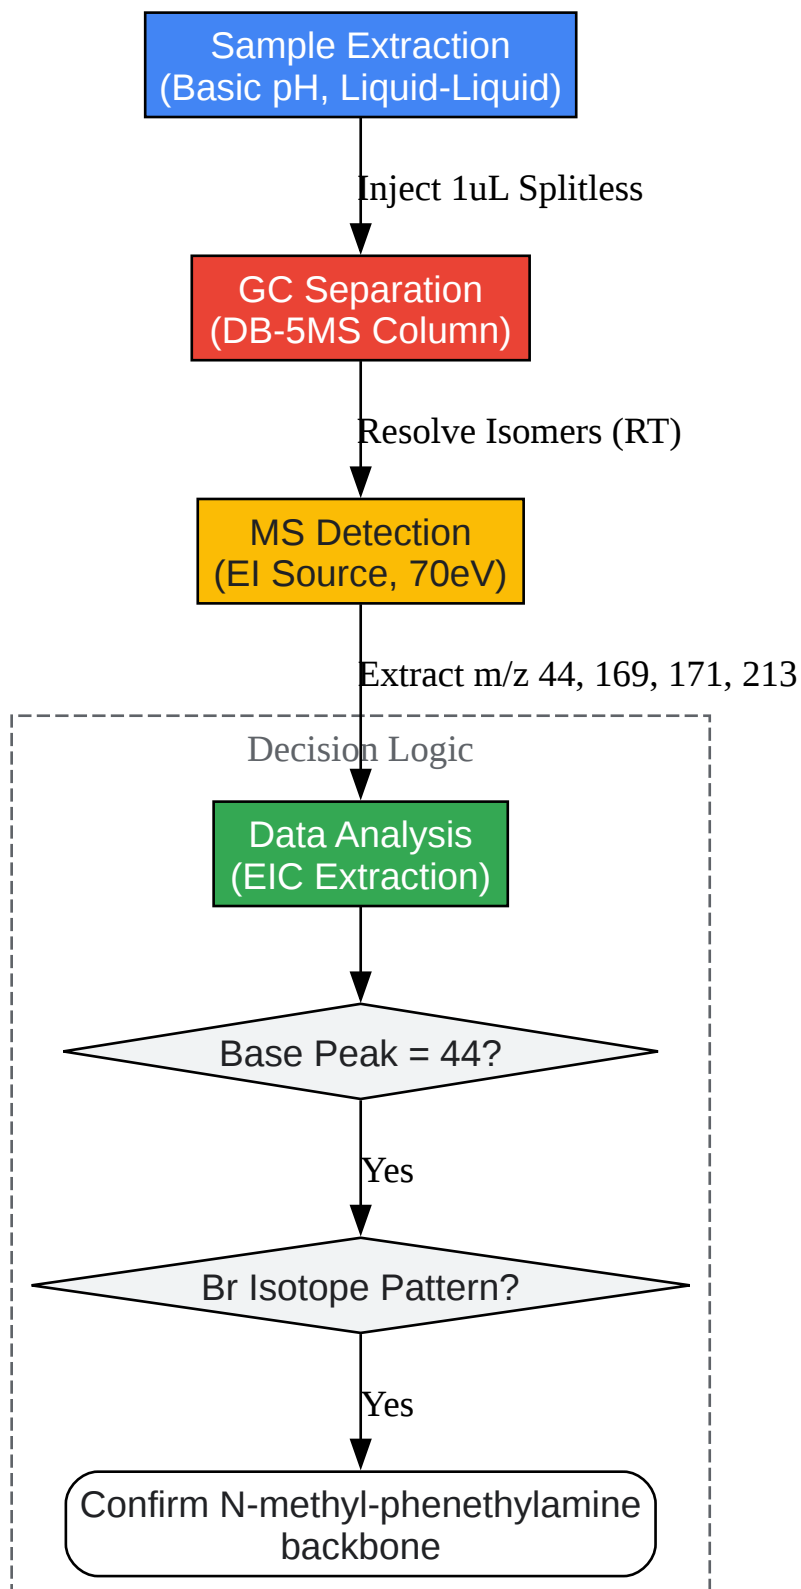 Sample Extraction
(Basic pH, Liquid-Liquid)
Inject 1uL Splitless
GC Separation
(DB-5MS Column)
Resolve Isomers (RT)
MS Detection
(EI Source, 70eV)
Extract m/z 44, 169, 171, 213
Decision Logic
Data Analysis
(EIC Extraction)
Base Peak = 44?
Yes
Br Isotope Pattern?
Yes
Confirm N-methyl-phenethylamine
backbone